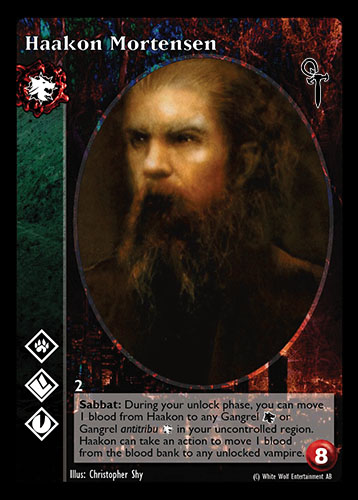 Haakon Mortensen
2
Sabbat: During your unlock phase, you can move
1 blood from Haakon to any Gangrel or
Gangrel antitribu in your uncontrolled region.
Haakon can take an action to move 1 blood
from the blood bank to any unlocked vampire.
8
Illus: Christopher Shy
(C) White Wolf Entertainment AB